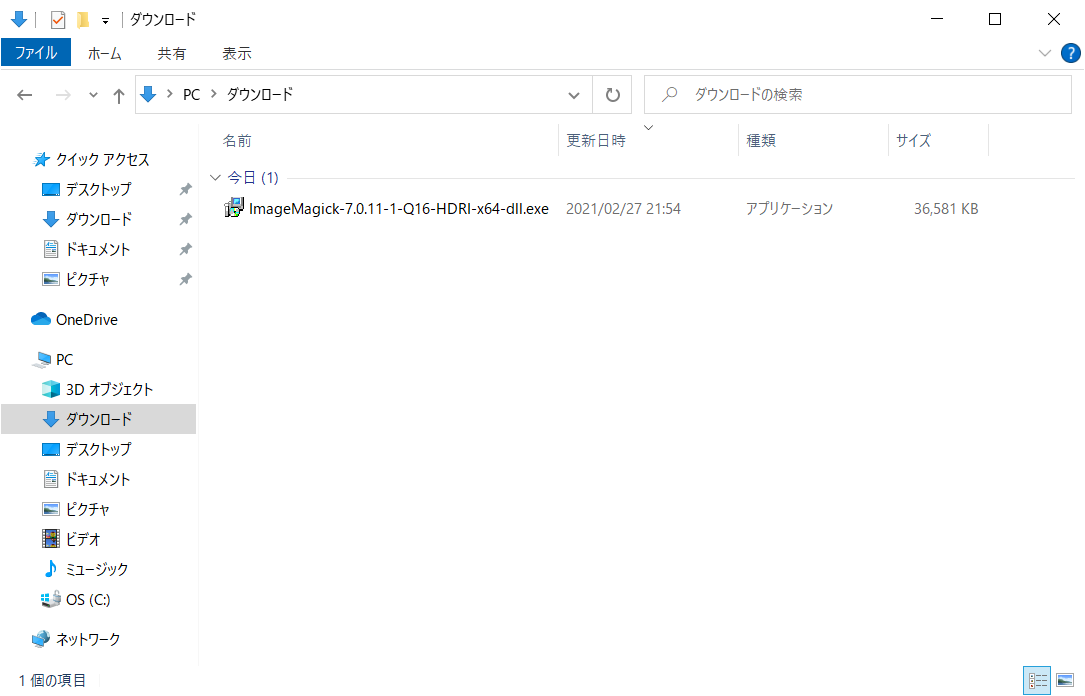 ダウンロード
ファイル ホーム 共有 表示
PC ダウンロード ダウンロードの検索
名前 更新日時 種類 サイズ
今日 (1)
ImageMagick-7.0.11-1-Q16-HDRI-x64-dll.exe 2021/02/27 21:54 アプリケーション 36,581 KB
クイック アクセス
デスクトップ
ダウンロード
ドキュメント
ピクチャ
OneDrive
PC
3D オブジェクト
ダウンロード
デスクトップ
ドキュメント
ピクチャ
ビデオ
ミュージック
OS (C:)
ネットワーク
1 個の項目